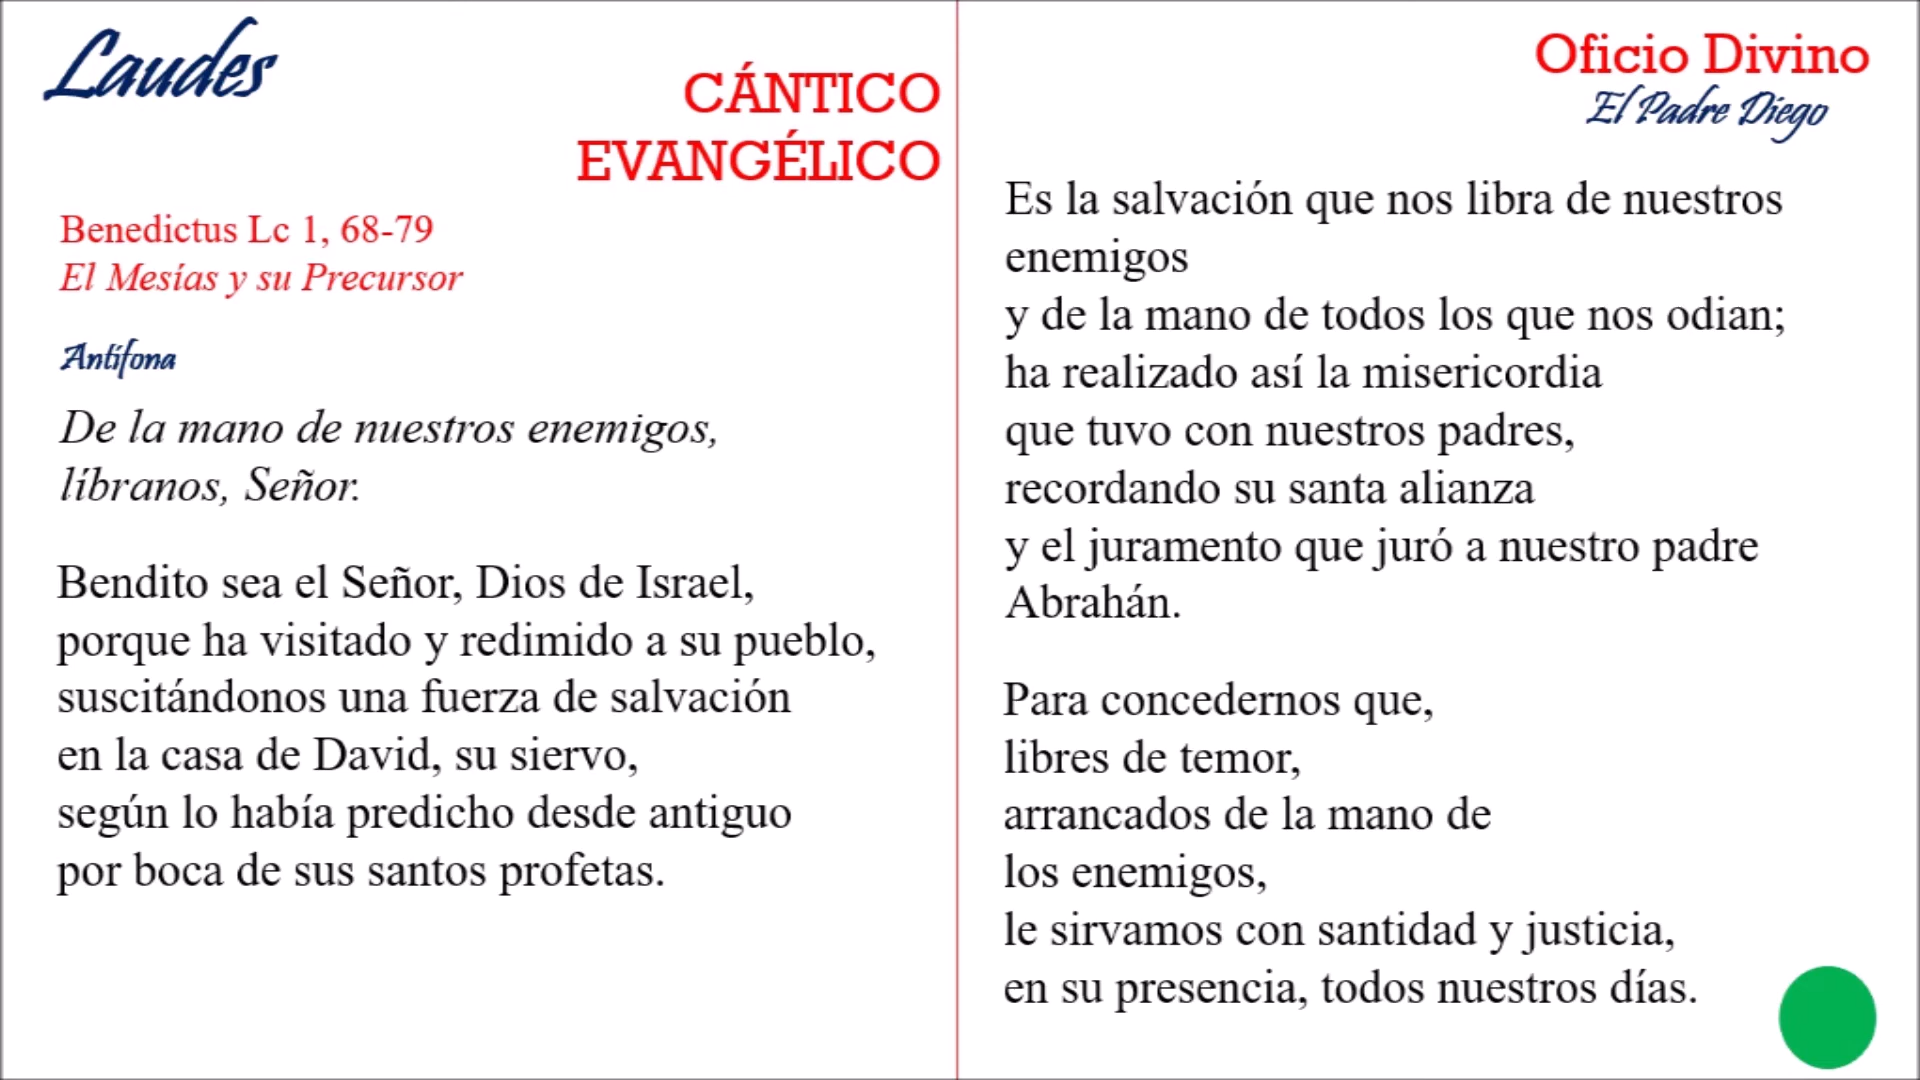 Laudes
CÁNTICO
EVANGÉLICO
Benedictus Lc 1, 68-79
El Mesías y su Precursor
Antífona
De la mano de nuestros enemigos,
líbranos, Señor.
Bendito sea el Señor, Dios de Israel,
porque ha visitado y redimido a su pueblo,
suscitándonos una fuerza de salvación
en la casa de David, su siervo,
según lo había predicho desde antiguo
por boca de sus santos profetas.
Oficio Divino
El Padre Diego
Es la salvación que nos libra de nuestros
enemigos
y de la mano de todos los que nos odian;
ha realizado así la misericordia
que tuvo con nuestros padres,
recordando su santa alianza
y el juramento que juró a nuestro padre
Abrahán.
Para concedernos que,
libres de temor,
arrancados de la mano de
los enemigos,
le sirvamos con santidad y justicia,
en su presencia, todos nuestros días.